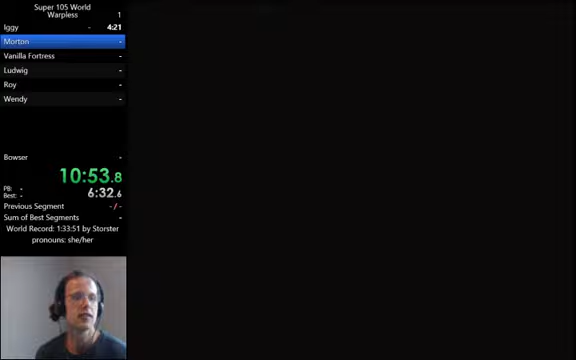 Super 105 World
Warpless 1
Iggy - 4:21
Morton -
Vanilla Fortress -
Ludwig -
Roy -
Wendy -
Bowser -
10:53.8
PB: -
Best: - 6:32.6
Previous Segment - / -
Sum of Best Segments -
World Record: 1:33:51 by Storster
pronouns: she/her